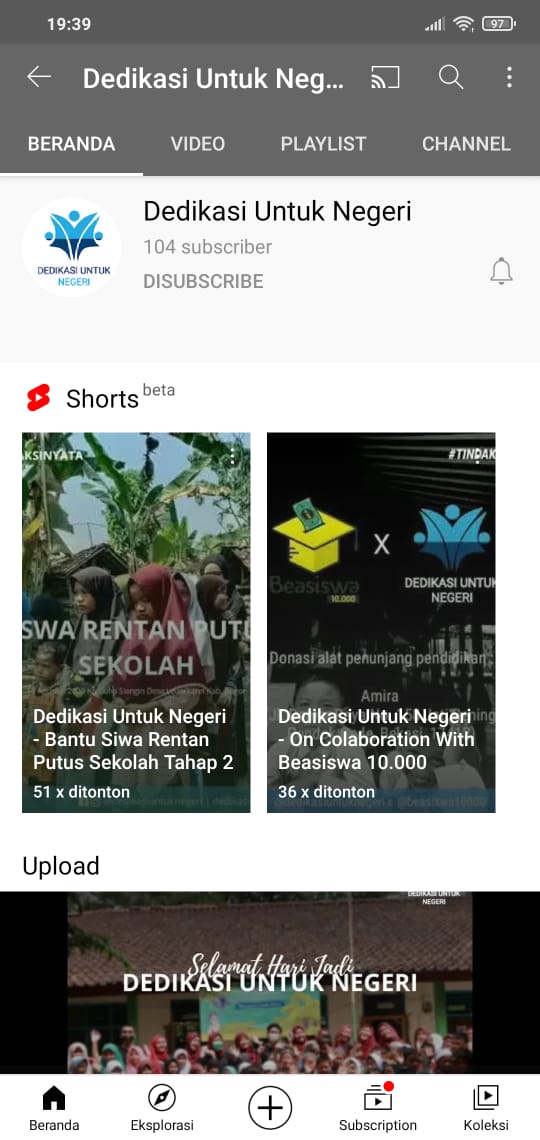 19:39
97
Dedikasi Untuk Neg...
BERANDA
VIDEO
PLAYLIST
CHANNEL
DEDIKASI UNTUK
NEGERI
Dedikasi Untuk Negeri
104 subscriber
DISUBSCRIBE
Shorts beta
AKSINYATA
SWA RENTAN PUT
SEKOLAH
Dedikasi Untuk Negeri
- Bantu Siwa Rentan
Putus Sekolah Tahap 2
51 x ditonton
#TINDAK
X
Beasiswa
10.000
DEDIKASI UNTUK
NEGERI
Donasi alat penunjang pendidikan
Amira
Dedikasi Untuk Negeri
- On Colaboration With
Beasiswa 10.000
36 x ditonton
@dedikasiuntuknegeri x @beasiswa10000
Upload
DEDIKASI UNTUK
NEGERI
Selamat Hari Jadi
DEDIKASI UNTUK NEGERI
Beranda
Eksplorasi
Subscription
Koleksi